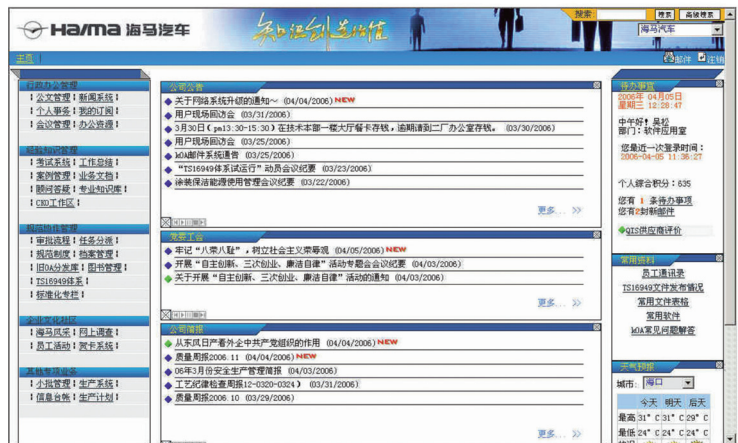 Haima 海马汽车
知识创造价值
搜索
搜索
高级搜索
海马汽车
主页
邮件 注销
行政办公管理
公文管理 新闻系统
个人事务 我的订阅
会议管理 办公资源
经验知识管理
考试系统 工作总结
案例管理 业务文档
顾问答疑 专业知识库
CKO工作区
规范协作管理
审批流程 任务分派
规范制度 档案管理
旧OA分发库 图书管理
TS16949体系
标准化专栏
企业文化社区
海马风采 网上调查
员工活动 贺卡系统
其他专项业务
小批管理 生产系统
信息台帐 生产计划
公司公告
关于网络系统升级的通知～ (04/04/2006) NEW
用户现场回访会 (03/31/2006)
3月30日(pm13:30-15:30)在技术本部一楼大厅餐卡存钱，逾期请到二厂办公室存钱。 (03/30/2006)
用户现场回访会 (03/25/2006)
MOA邮件系统通告 (03/25/2006)
“TS16949体系试运行”动员会议纪要 (03/23/2006)
涂装保洁能源使用管理会议纪要 (03/22/2006)
更多...
党委工会
牢记“八荣八耻”，树立社会主义荣辱观 (04/05/2006) NEW
开展“自主创新、三次创业、廉洁自律”活动专题会会议纪要 (04/03/2006)
关于开展“自主创新、三次创业、廉洁自律”活动的通知 (04/03/2006)
更多...
公司简报
从东风日产看外企中共产党组织的作用 (04/04/2006) NEW
质量周报2006.11 (04/04/2006) NEW
06年3月份安全生产管理简报 (04/03/2006)
工艺纪律检查周报12-0320-0324) (03/31/2006)
质量周报2006.10 (03/29/2006)
更多...
待办事宜
2006年 04月05日
星期三 12:28:47
中午好！吴松
部门：软件应用室
您最近一次登录时间：
2006-04-05 11:36:27
个人综合积分：635
您有 1 条待办事项
您有2封新邮件
QIS供应商评价
常用资料
员工通讯录
TS16949文件发布情况
常用文件表格
常用软件
MOA常见问题解答
天气预报
城市：海口
今天 明天 后天
最高 31° C 31° C 29° C
最低 24° C 24° C 24° C